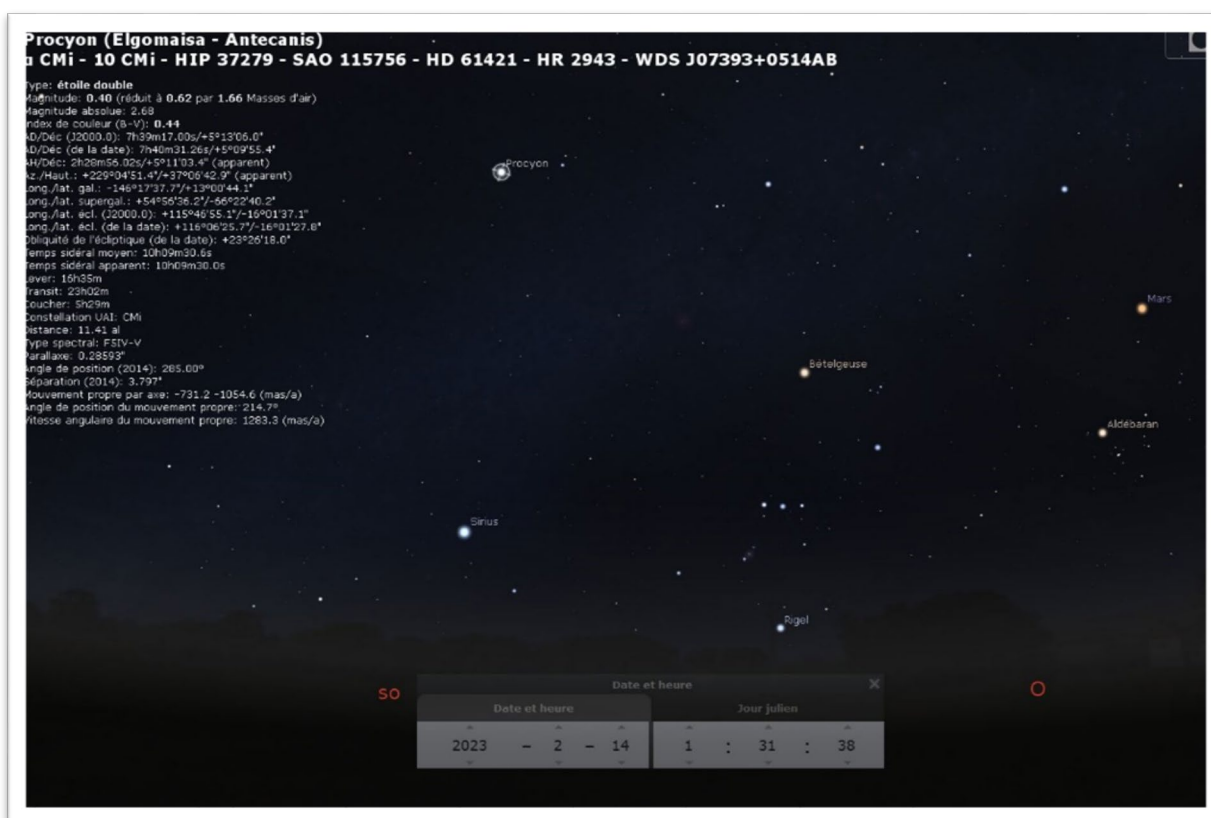 Procyon (Elgomaisa - Antecanis)
α CMi - 10 CMi - HIP 37279 - SAO 115756 - HD 61421 - HR 2943 - WDS J07393+0514AB
Type: étoile double
Magnitude: 0.40 (réduit à 0.62 par 1.66 Masses d'air)
Magnitude absolue: 2.68
Index de couleur (B-V): 0.44
AD/Déc (J2000.0): 7h39m17.00s/+5°13'06.0"
AD/Déc (de la date): 7h40m31.26s/+5°09'55.4"
AH/Déc: 2h28m56.02s/+5°11'03.4" (apparent)
Az./Haut.: +229°04'51.4"/+37°06'42.9" (apparent)
Long./lat. gal.: -146°17'37.7"/+13°00'44.1"
Long./lat. supergal.: +54°56'36.2"/-66°22'40.2"
Long./lat. écl. (J2000.0): +115°46'55.1"/-16°01'37.1"
Long./lat. écl. (de la date): +116°06'25.7"/-16°01'27.8"
Obliquité de l'écliptique (de la date): +23°26'18.0"
Temps sidéral moyen: 10h09m30.6s
Temps sidéral apparent: 10h09m30.0s
Lever: 16h35m
Transit: 23h02m
Coucher: 5h29m
Constellation UAI: CMi
Distance: 11.41 al
Type spectral: F5IV-V
Parallaxe: 0.28593"
Angle de position (2014): 285.00°
Séparation (2014): 3.797"
Mouvement propre par axe: -731.2 -1054.6 (mas/a)
Angle de position du mouvement propre: 214.7°
Vitesse angulaire du mouvement propre: 1283.3 (mas/a)
Procyon
Mars
Bételgeuse
Aldébaran
Sirius
Rigel
SO
O
Date et heure
Date et heure Jour julien
2023 - 2 - 14 1 : 31 : 38